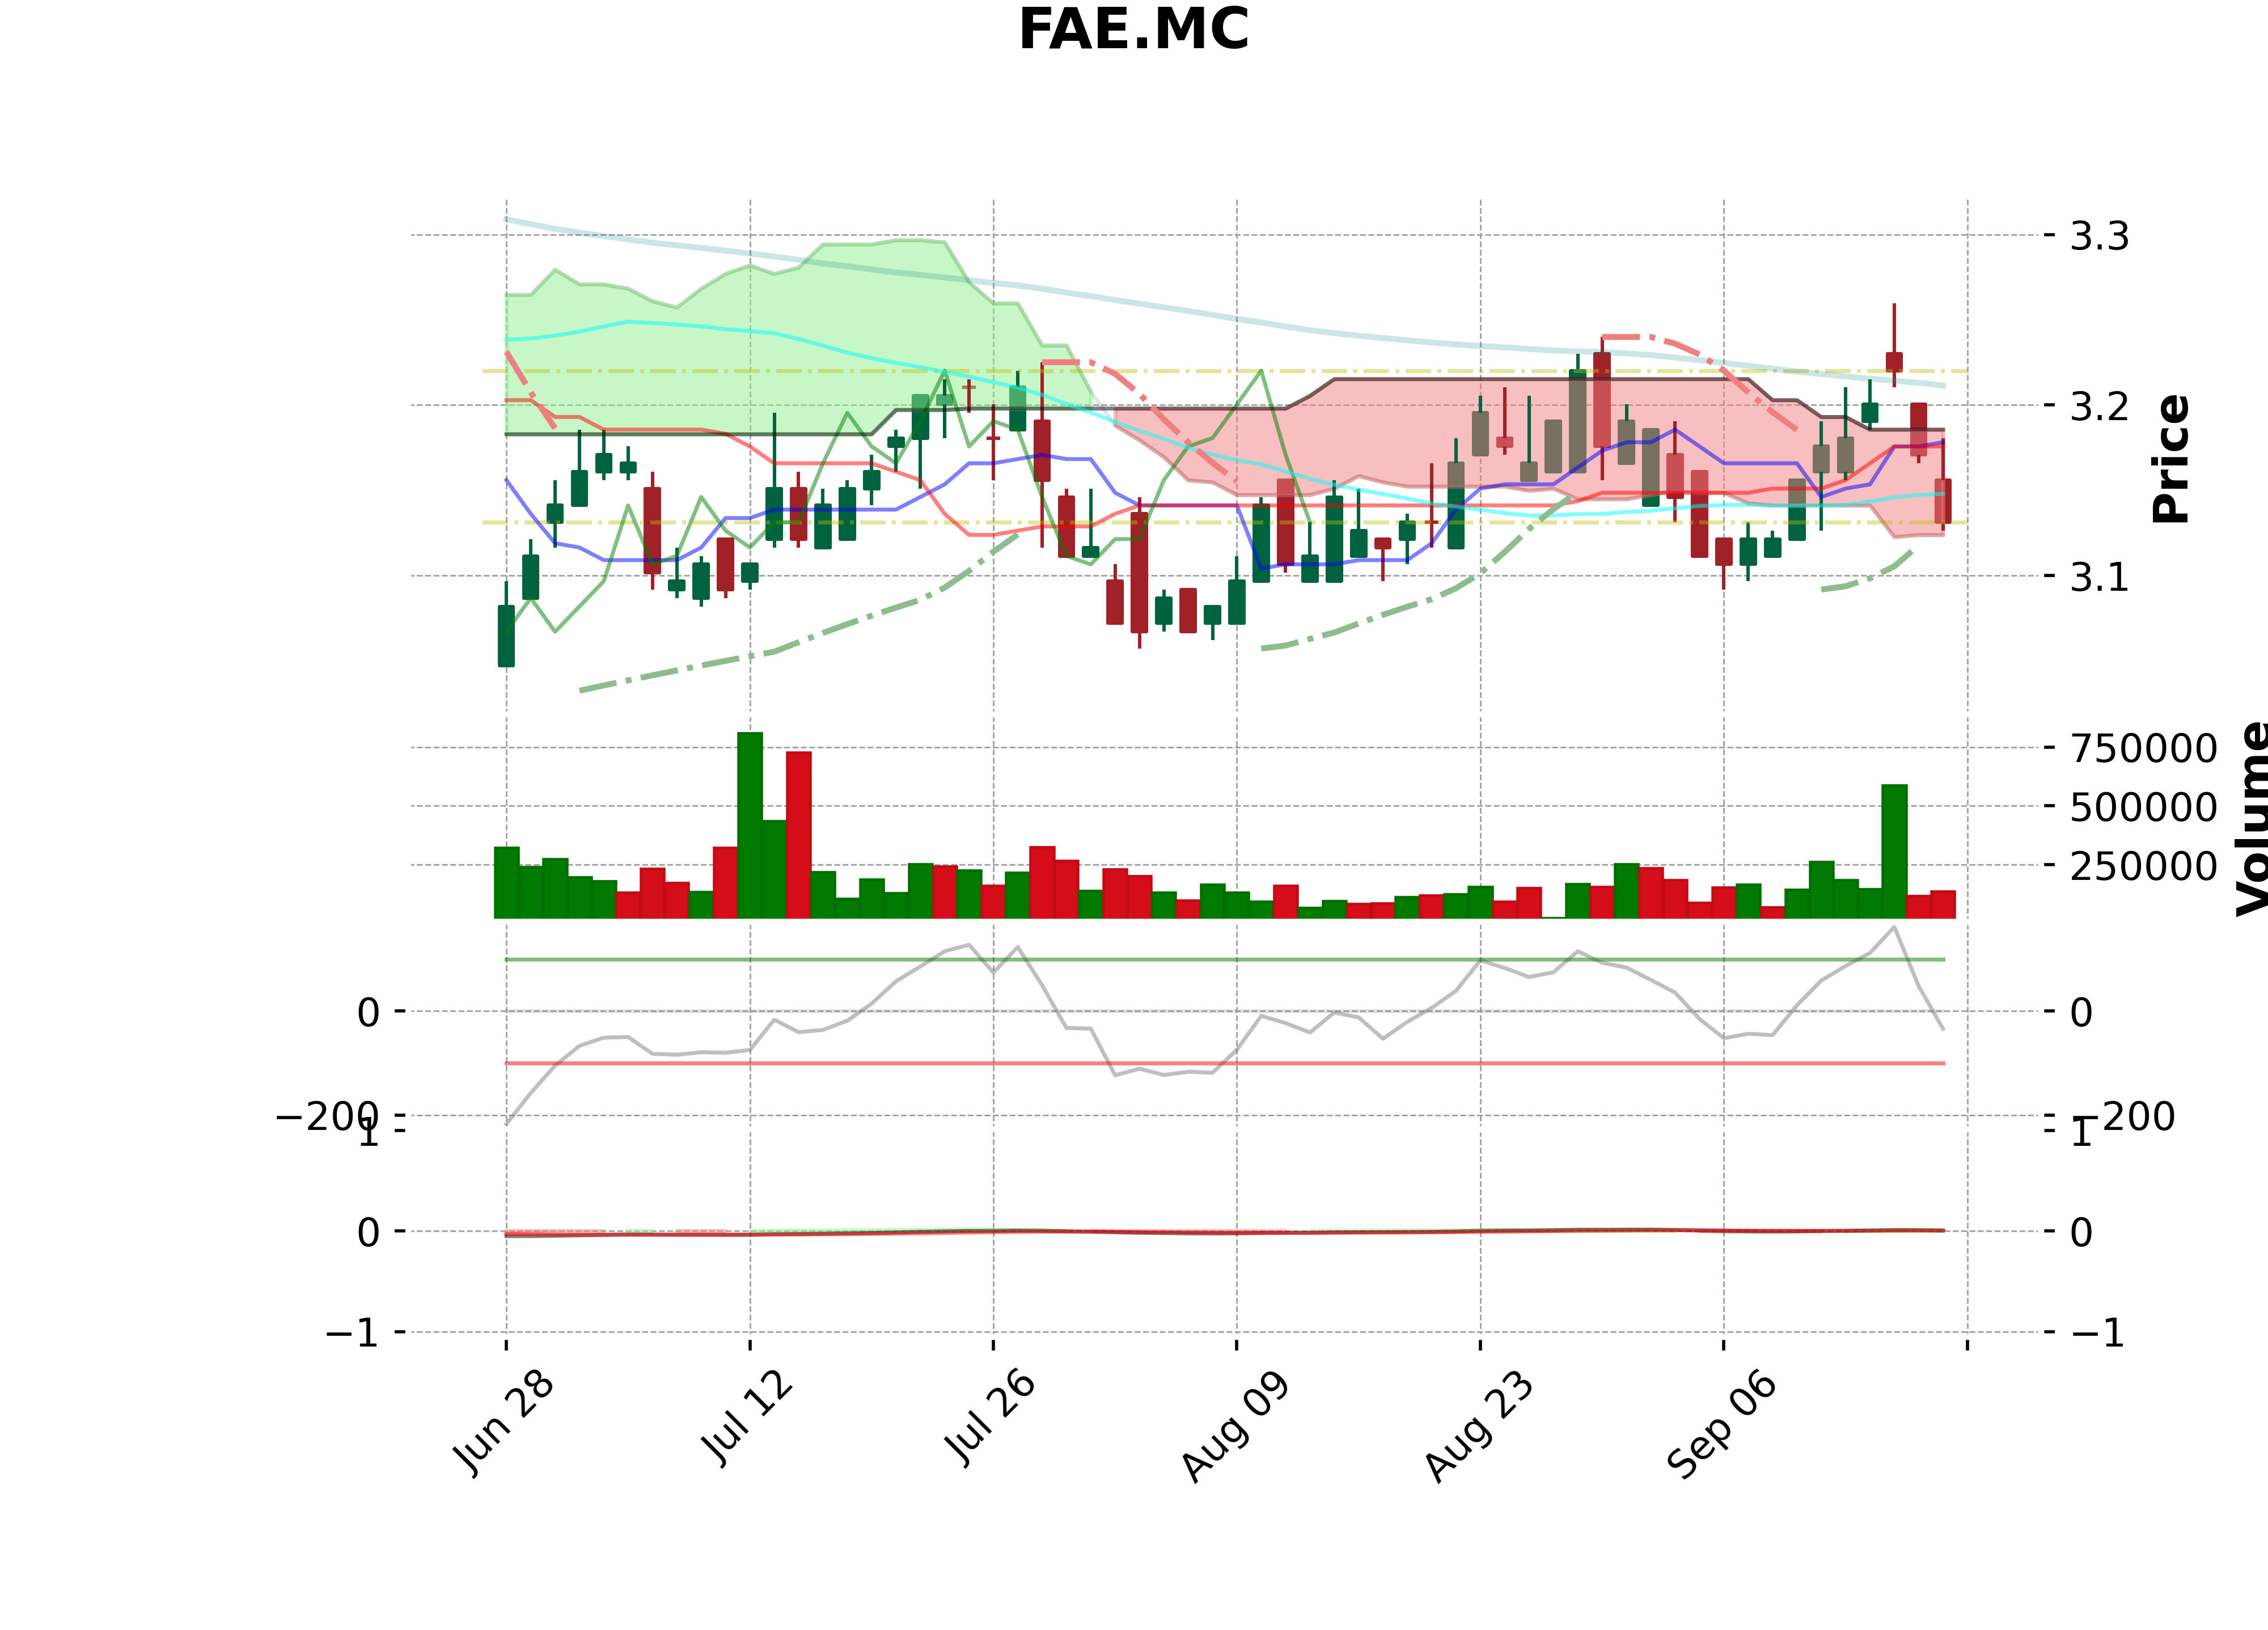 FAE.MC
3.3
3.2
3.1
Price
750000
500000
250000
Volume
0
0
−200
−200
1
1
0
0
−1
−1
Jun 28
Jul 12
Jul 26
Aug 09
Aug 23
Sep 06